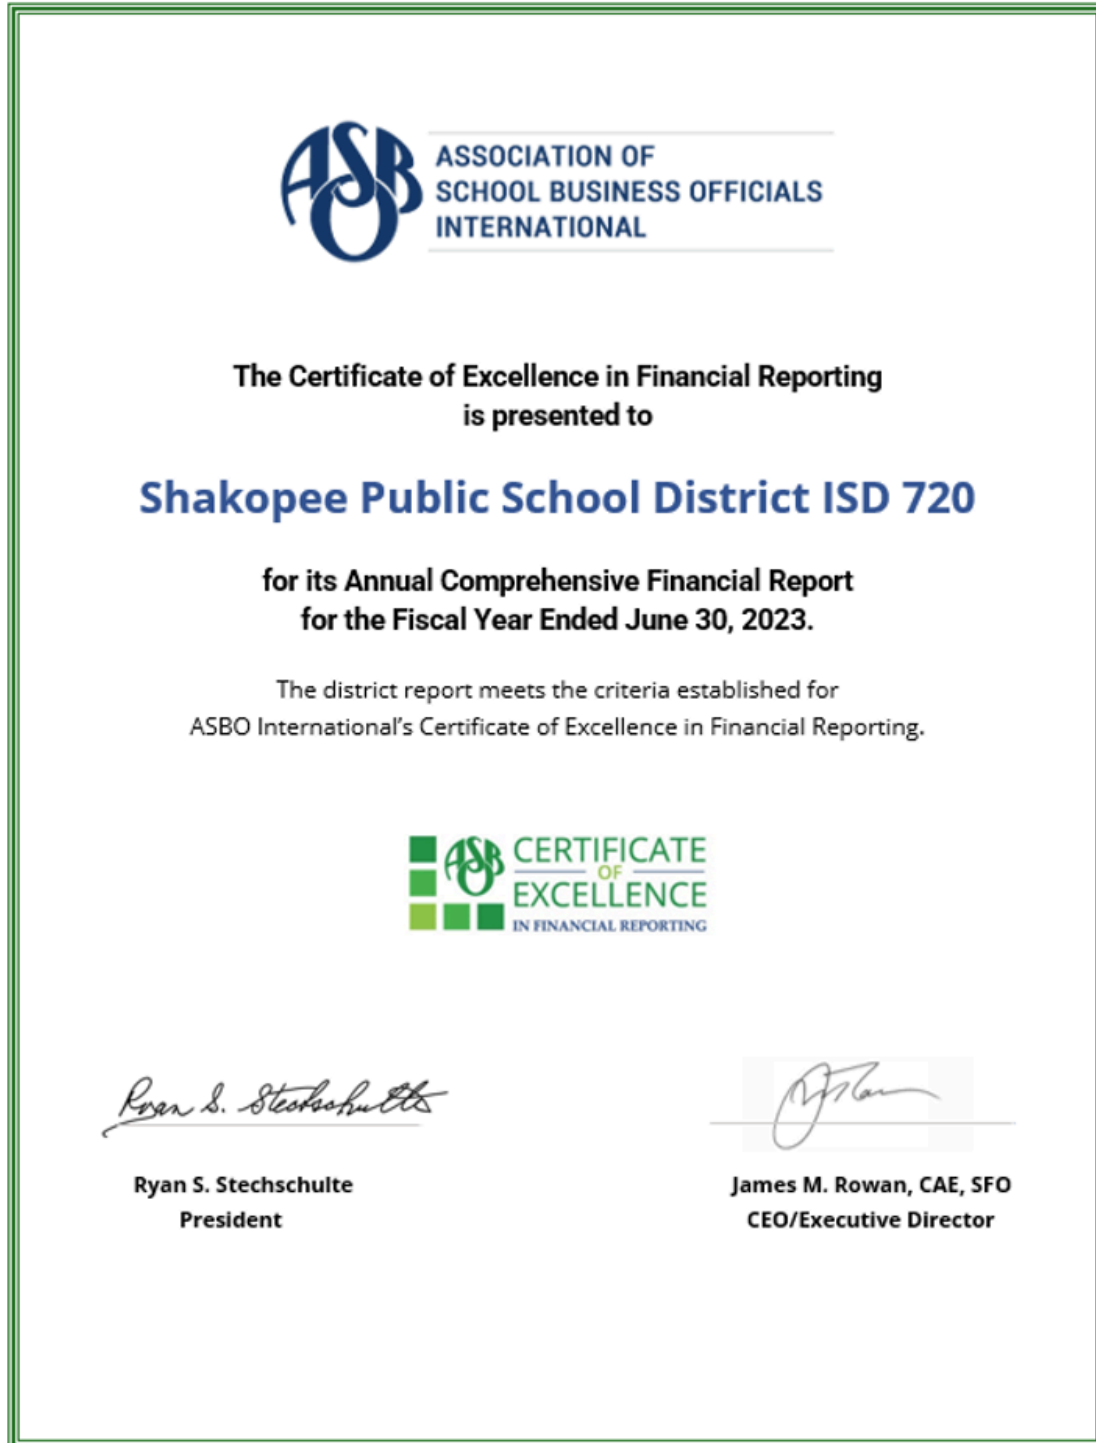 ASBO
ASSOCIATION OF
SCHOOL BUSINESS OFFICIALS
INTERNATIONAL
The Certificate of Excellence in Financial Reporting
is presented to
Shakopee Public School District ISD 720
for its Annual Comprehensive Financial Report
for the Fiscal Year Ended June 30, 2023.
The district report meets the criteria established for
ASBO International’s Certificate of Excellence in Financial Reporting.
ASBO
CERTIFICATE
OF
EXCELLENCE
IN FINANCIAL REPORTING
Ryan S. Stechschulte
Ryan S. Stechschulte
President
James M. Rowan, CAE, SFO
CEO/Executive Director